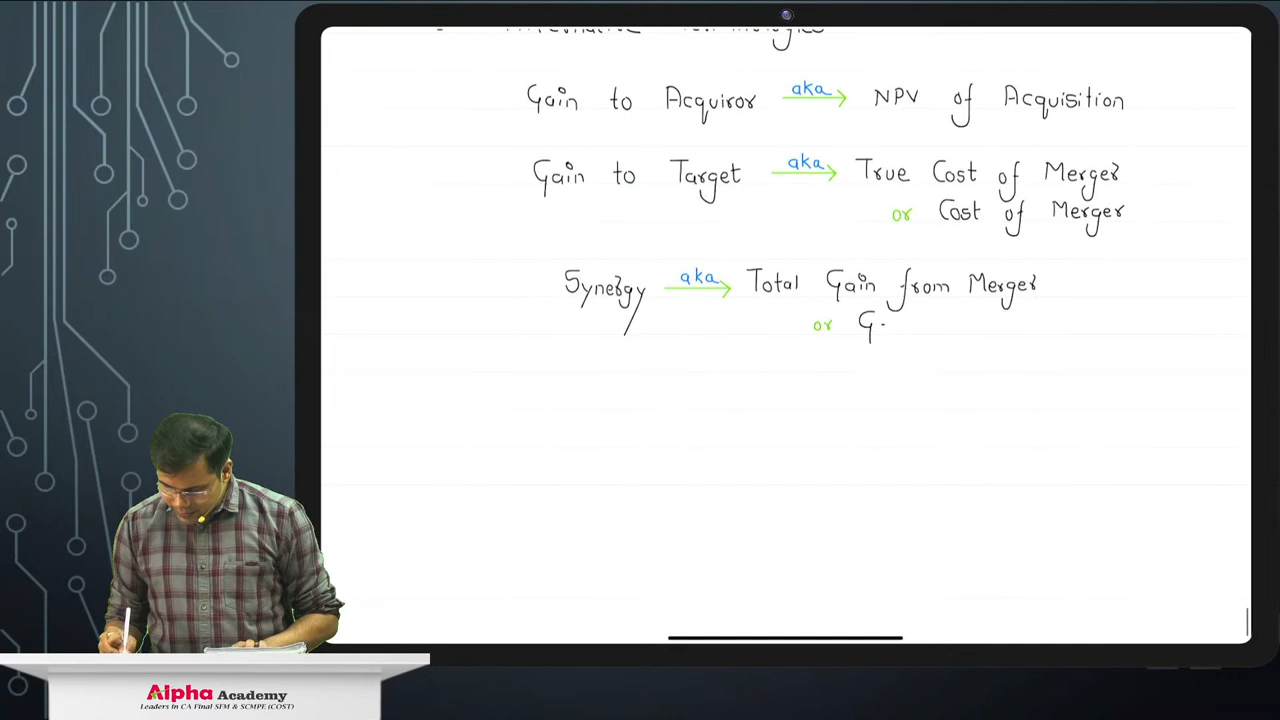 Gain to Acquiror aka → NPV of Acquisition
Gain to Target aka → True Cost of Merger
or Cost of Merger
Synergy aka → Total Gain from Merger
or G
Alpha Academy
Leaders in CA Final SFM & SCMPE (COST)